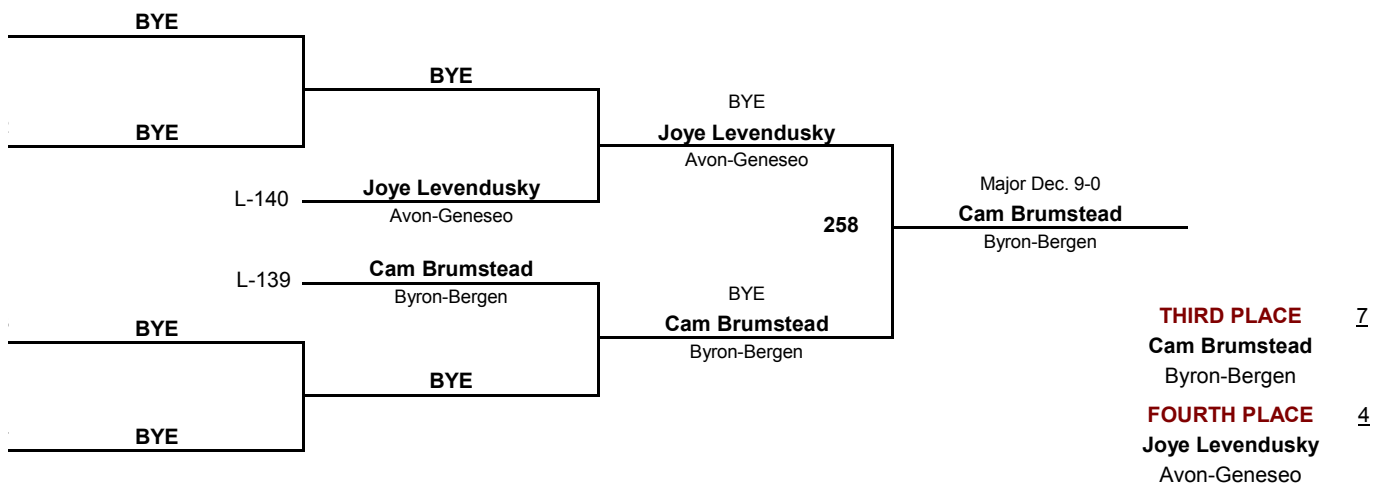 BYE
BYE
BYE
BYE
Joye Levendusky
Avon-Geneseo
L-140
Joye Levendusky
Avon-Geneseo
Major Dec. 9-0
Cam Brumstead
Byron-Bergen
258
L-139
Cam Brumstead
Byron-Bergen
BYE
Cam Brumstead
Byron-Bergen
BYE
BYE
BYE
THIRD PLACE 7
Cam Brumstead
Byron-Bergen
FOURTH PLACE 4
Joye Levendusky
Avon-Geneseo